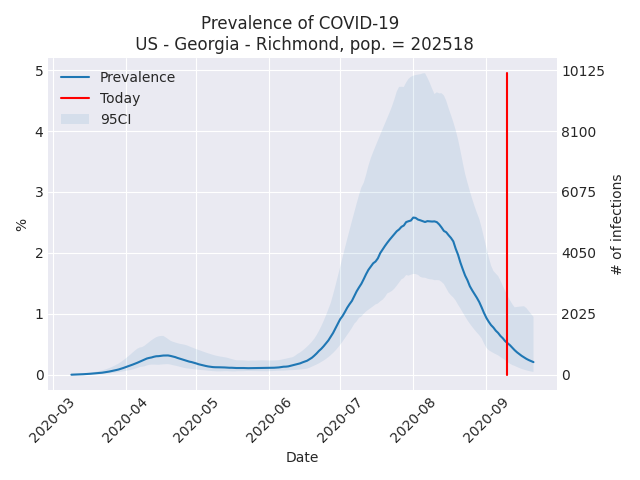 Prevalence of COVID-19
US - Georgia - Richmond, pop. = 202518
Prevalence
Today
95CI
5
4
3
2
1
0
%
10125
8100
6075
4050
2025
0
# of infections
2020-03
2020-04
2020-05
2020-06
2020-07
2020-08
2020-09
Date